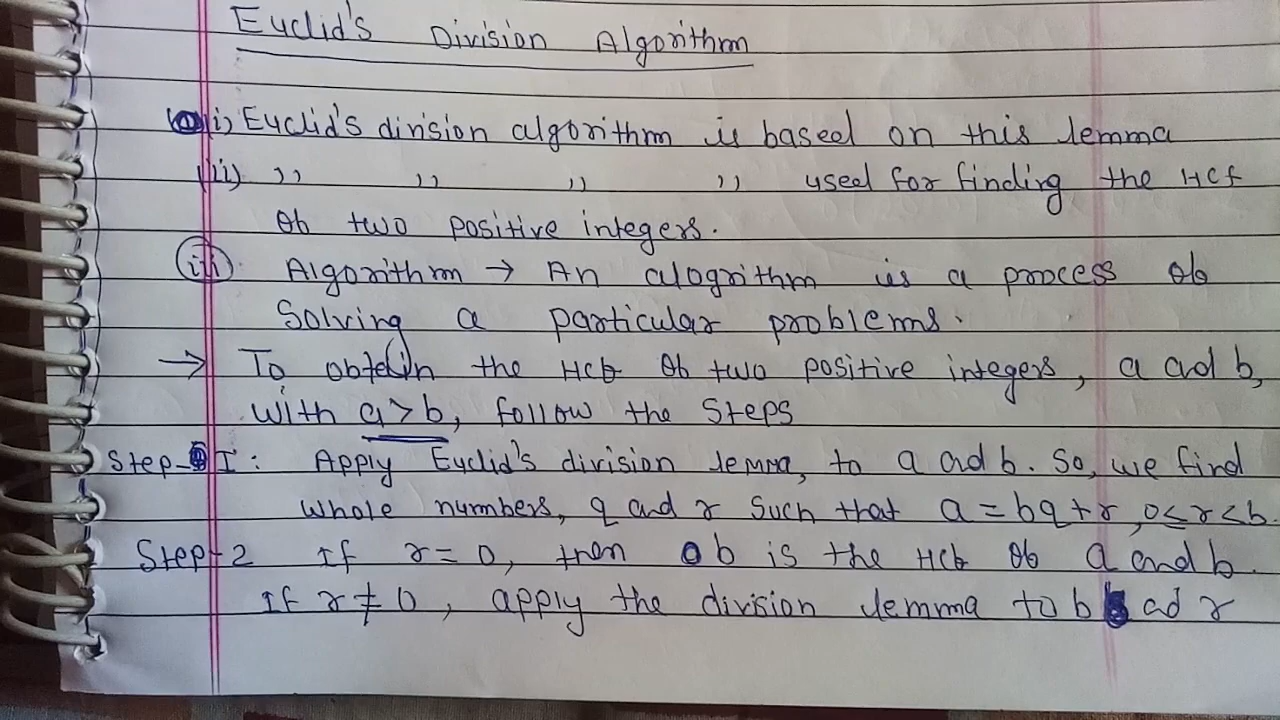 Euclid's Division Algorithm
i) Euclid's division algorithm is based on this lemma
ii) ,, ,, ,, ,, used for finding the HCf
Of two positive integers.
iii) Algorithm → An alogrithm is a process Of
Solving a particular problems.
→ To obtain the HCf Of two positive integers, a and b,
with a>b, follow the Steps
Step-I: Apply Euclid's division lemma, to a and b. So, we find
whole numbers, q and r Such that a=bq+r, 0≤r<b.
Step-2 If r=0, then b is the HCf Of a and b.
If r≠0, apply the division lemma to b ad r